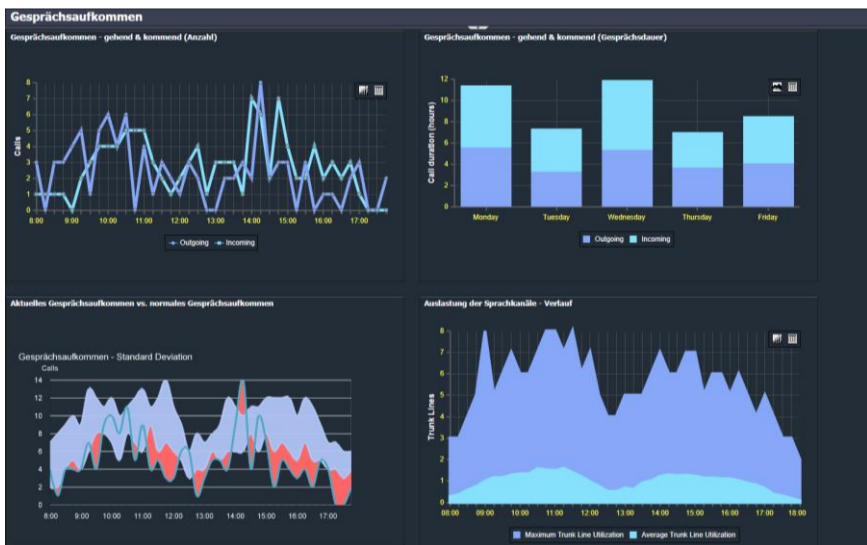 Gesprächsaufkommen
Gesprächsaufkommen - gehend & kommend (Anzahl)
8
7
6
5
4
3
2
1
0
Calls
8:00 9:00 10:00 11:00 12:00 13:00 14:00 15:00 16:00 17:00
Outgoing Incoming
Gesprächsaufkommen - gehend & kommend (Gesprächsdauer)
12
10
8
6
4
2
0
Call duration (hours)
Monday Tuesday Wednesday Thursday Friday
Outgoing Incoming
Aktuelles Gesprächsaufkommen vs. normales Gesprächsaufkommen
Gesprächsaufkommen - Standard Deviation
Calls
14
12
10
8
6
4
2
0
8:00 9:00 10:00 11:00 12:00 13:00 14:00 15:00 16:00 17:00
Auslastung der Sprachkanäle - Verlauf
8
7
6
5
4
3
2
1
0
Trunk Lines
08:00 09:00 10:00 11:00 12:00 13:00 14:00 15:00 16:00 17:00 18:00
Maximum Trunk Line Utilization Average Trunk Line Utilization